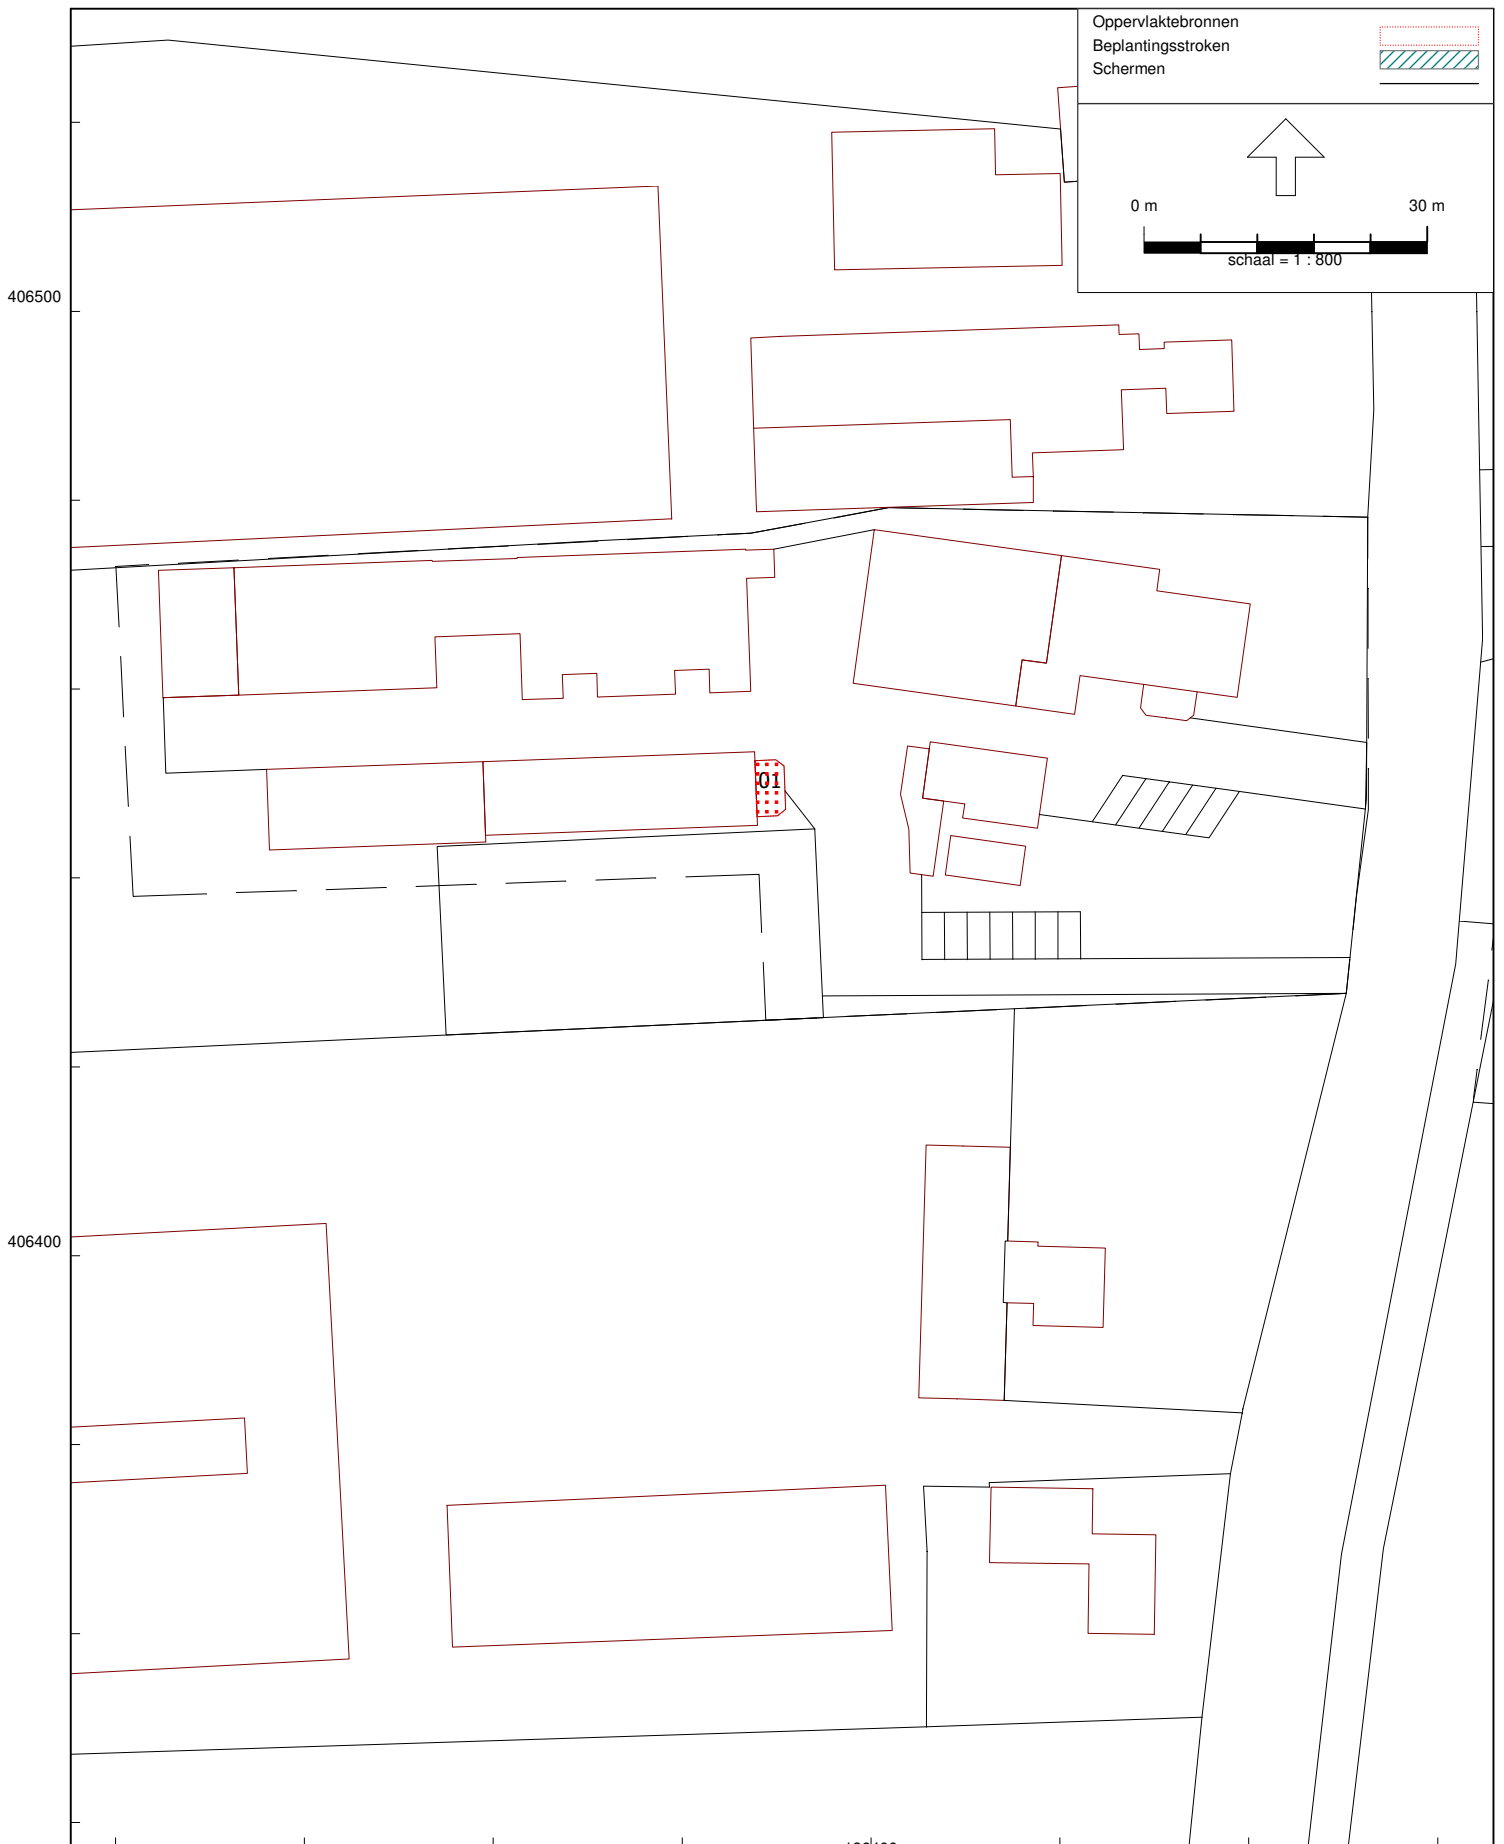 Oppervlaktebronnen
Beplantingsstroken
Schermen
0 m 30 m
schaal = 1 : 800
406500
01
406400